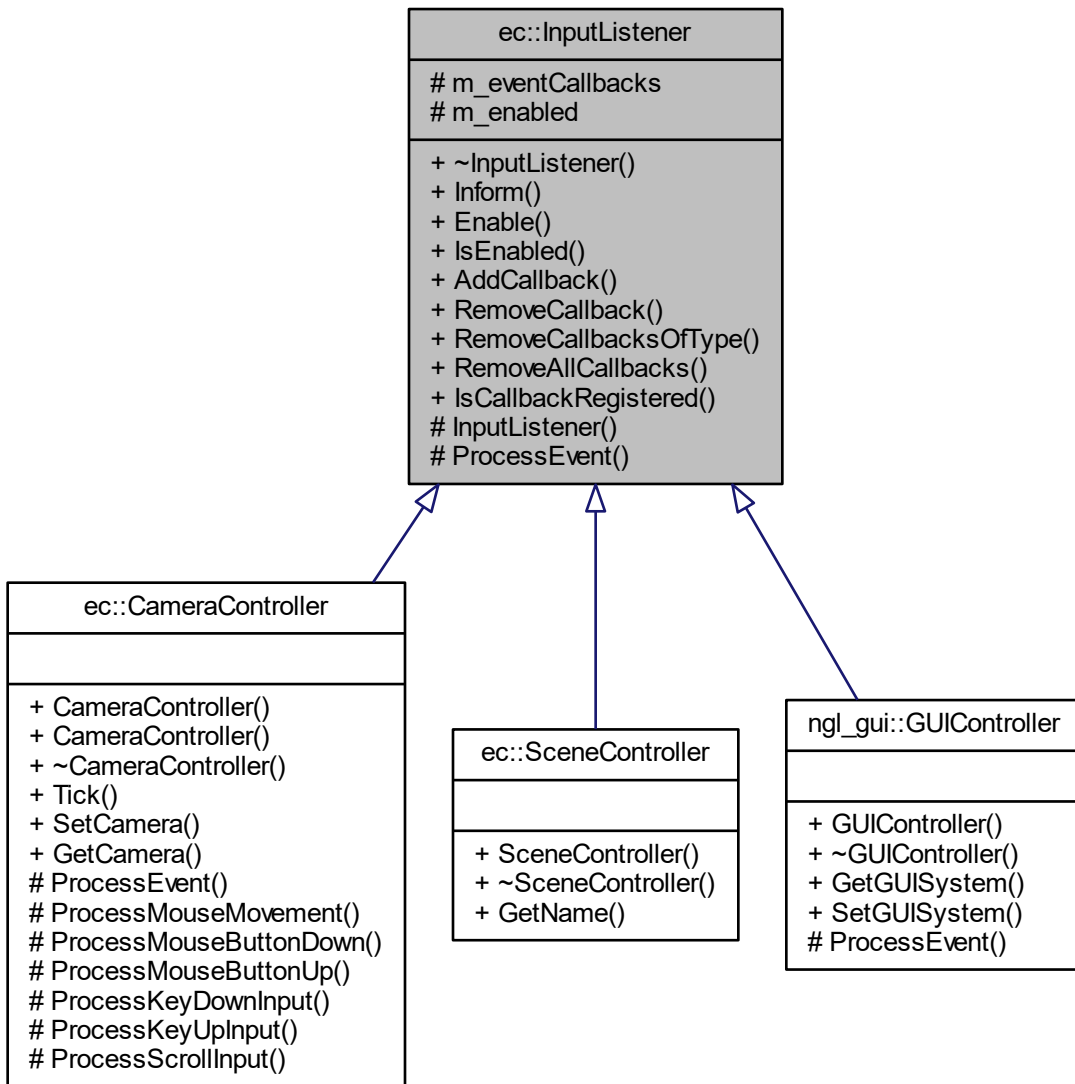 ec::InputListener
# m_eventCallbacks
# m_enabled
+ ~InputListener()
+ Inform()
+ Enable()
+ IsEnabled()
+ AddCallback()
+ RemoveCallback()
+ RemoveCallbacksOfType()
+ RemoveAllCallbacks()
+ IsCallbackRegistered()
# InputListener()
# ProcessEvent()
ec::CameraController
+ CameraController()
+ CameraController()
+ ~CameraController()
+ Tick()
+ SetCamera()
+ GetCamera()
# ProcessEvent()
# ProcessMouseMovement()
# ProcessMouseButtonDown()
# ProcessMouseButtonUp()
# ProcessKeyDownInput()
# ProcessKeyUpInput()
# ProcessScrollInput()
ec::SceneController
+ SceneController()
+ ~SceneController()
+ GetName()
ngl_gui::GUIController
+ GUIController()
+ ~GUIController()
+ GetGUISystem()
+ SetGUISystem()
# ProcessEvent()